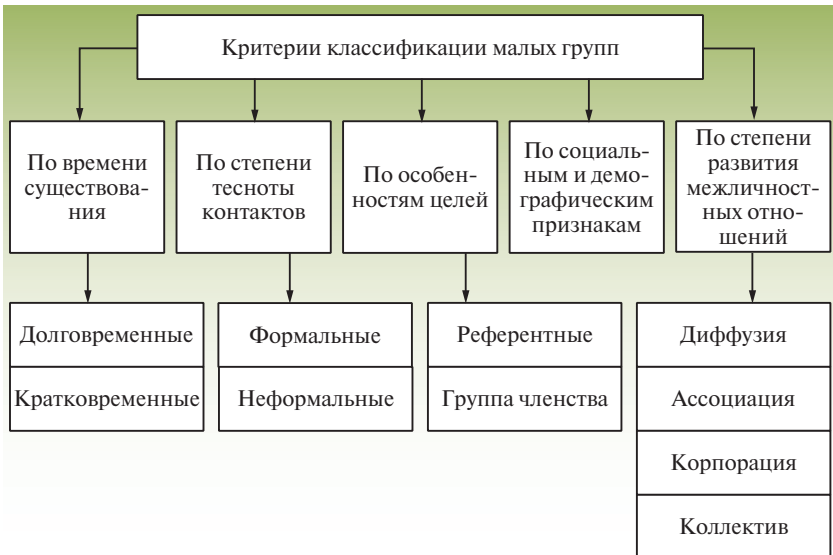 Критерии классификации малых групп
По времени
существова-
ния
По степени
тесноты
контактов
По особен-
ностям целей
По социаль-
ным и демо-
графическим
признакам
По степени
развития
межличност-
ных отно-
шений
Долговременные
Кратковременные
Формальные
Неформальные
Референтные
Группа членства
Диффузия
Ассоциация
Корпорация
Коллектив